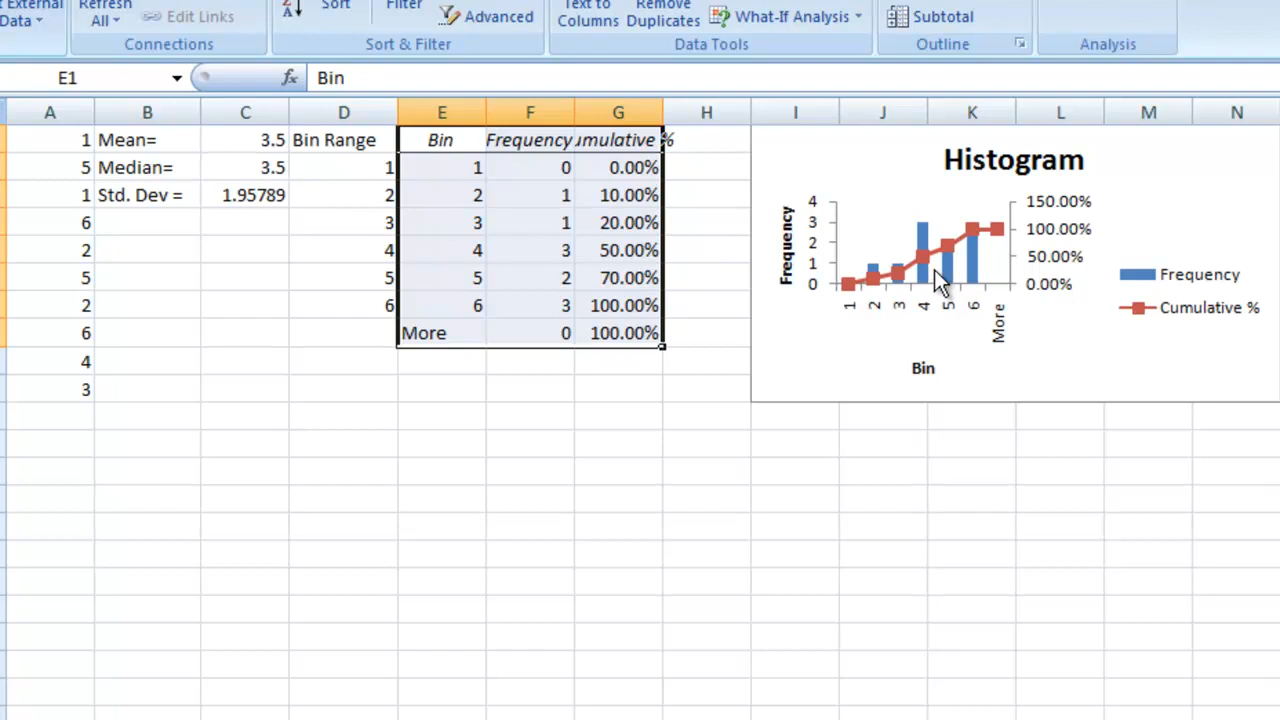 t External
Data
Refresh
All
Edit Links
Connections
Sort
Filter
Advanced
Sort & Filter
Text to
Columns
Remove
Duplicates
What-If Analysis
Data Tools
Subtotal
Outline
Analysis
E1
fx
Bin
A B C D E F G H I J K L M N
1 Mean= 3.5 Bin Range Bin Frequency umulative %
5 Median= 3.5 1 1 0 0.00%
1 Std. Dev = 1.95789 2 2 1 10.00%
6 3 3 1 20.00%
2 4 4 3 50.00%
5 5 5 2 70.00%
2 6 6 3 100.00%
6 More 0 100.00%
4
3
Histogram
Frequency
4
3
2
1
0
150.00%
100.00%
50.00%
0.00%
1 2 3 4 5 6 More
Bin
Frequency
Cumulative %